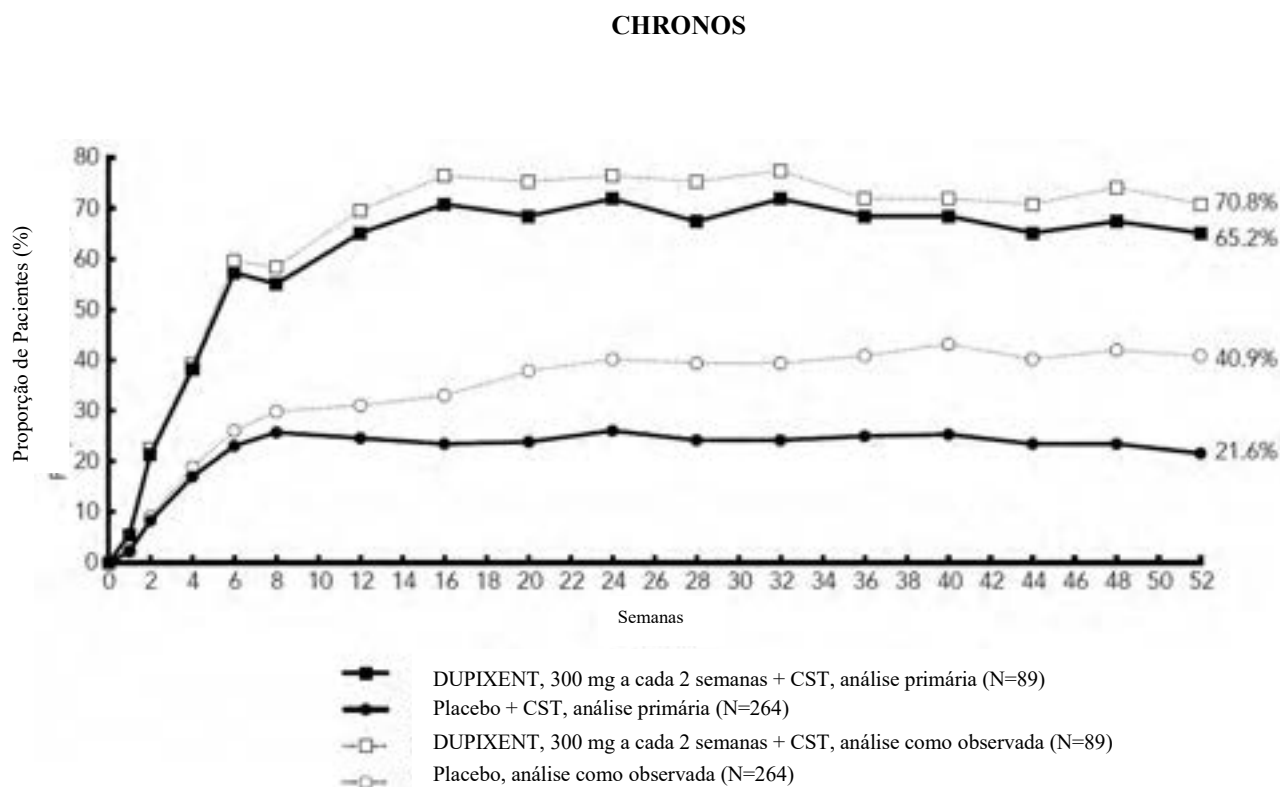 CHRONOS
Proporção de Pacientes (%)
80
70
60
50
40
30
20
10
0
70.8%
65.2%
40.9%
21.6%
0 2 4 6 8 10 12 14 16 18 20 22 24 26 28 30 32 34 36 38 40 42 44 46 48 50 52
Semanas
DUPIXENT, 300 mg a cada 2 semanas + CST, análise primária (N=89)
Placebo + CST, análise primária (N=264)
DUPIXENT, 300 mg a cada 2 semanas + CST, análise como observada (N=89)
Placebo, análise como observada (N=264)